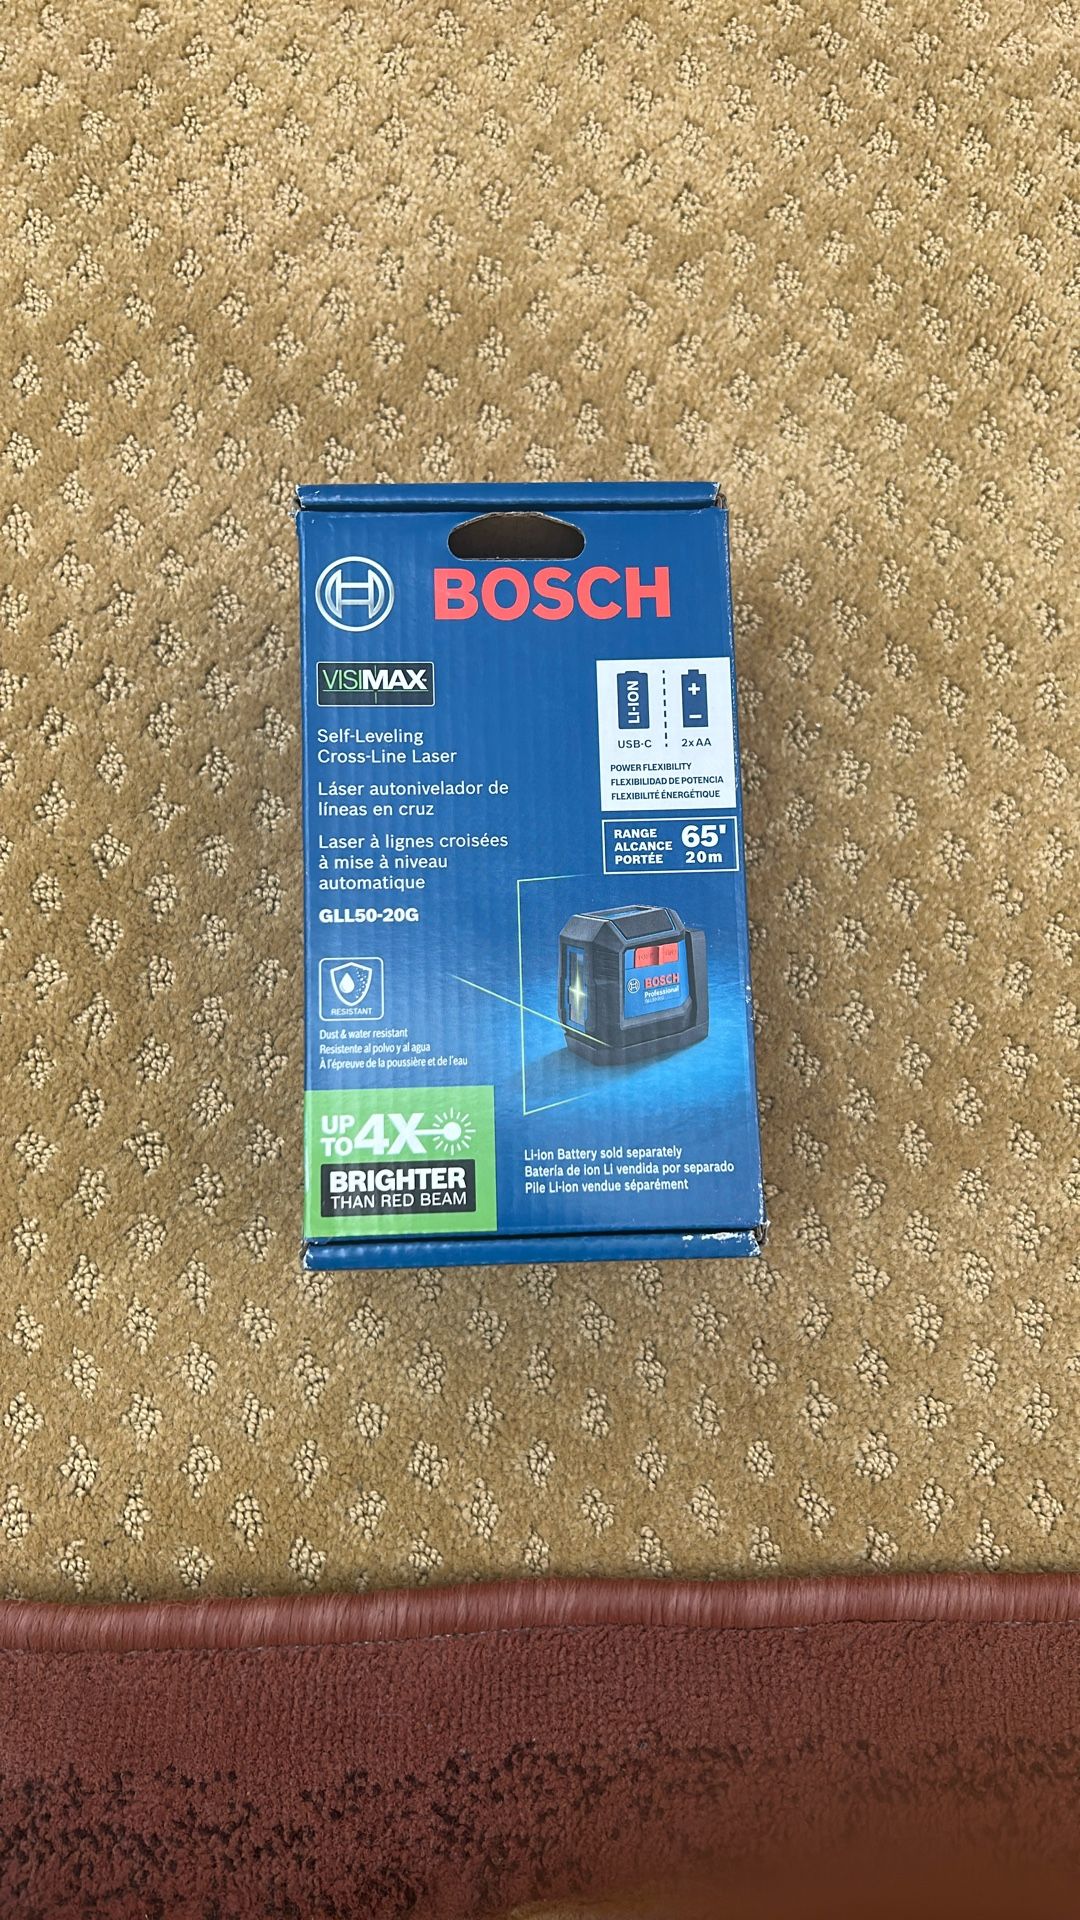 BOSCH
VISIMAX
Self-Leveling
Cross-Line Laser
Láser autonivelador de
líneas en cruz
Laser à lignes croisées
à mise à niveau
automatique
GLL50-20G
LI-ION
+
−
USB-C
2xAA
POWER FLEXIBILITY
FLEXIBILIDAD DE POTENCIA
FLEXIBILITÉ ÉNERGÉTIQUE
RANGE
ALCANCE
PORTÉE
65'
20m
BOSCH
Professional
RESISTANT
Dust & water resistant
Resistente al polvo y al agua
À l'épreuve de la poussière et de l'eau
UP
TO
4X
BRIGHTER
THAN RED BEAM
Li-ion Battery sold separately
Batería de ion Li vendida por separado
Pile Li-ion vendue séparément